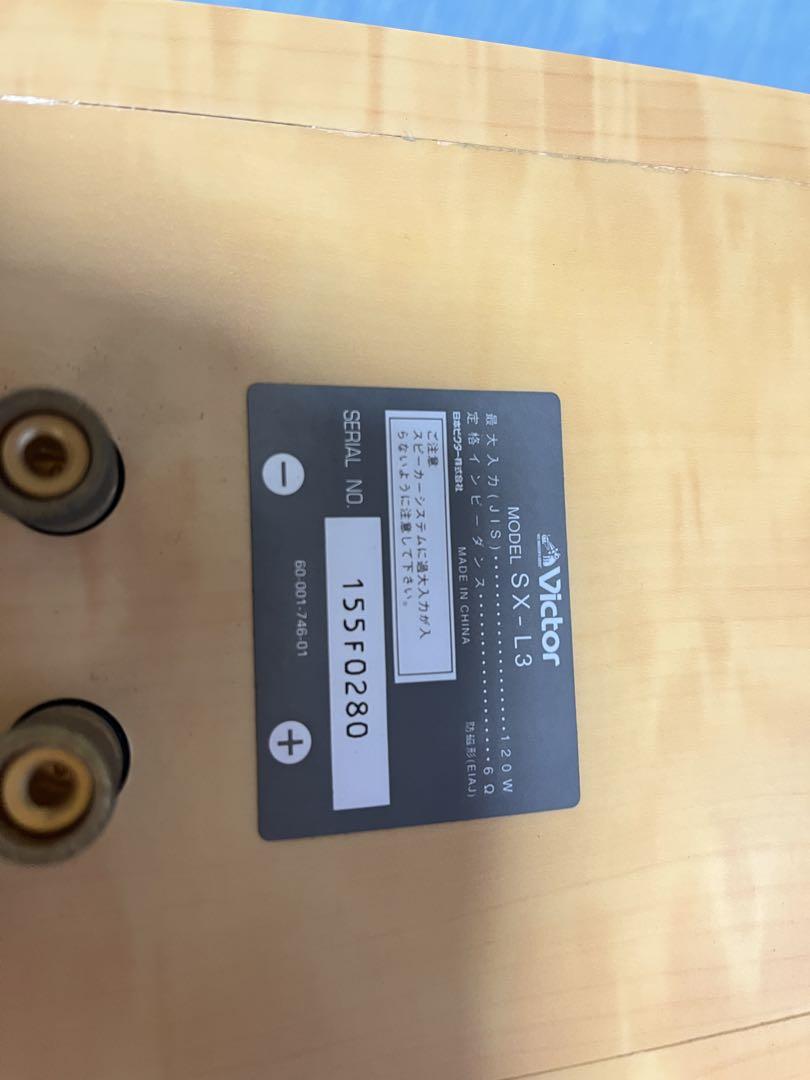 Victor
MODEL SX-L3
最大入力(JIS)....................120W
定格インピーダンス....................6Ω
日本ビクター株式会社 MADE IN CHINA 防磁形(EIAJ)
ご注意
スピーカーシステムに過大入力が入
らないように注意して下さい。
SERIAL NO. 155F0280
− 60-001-746-01 +